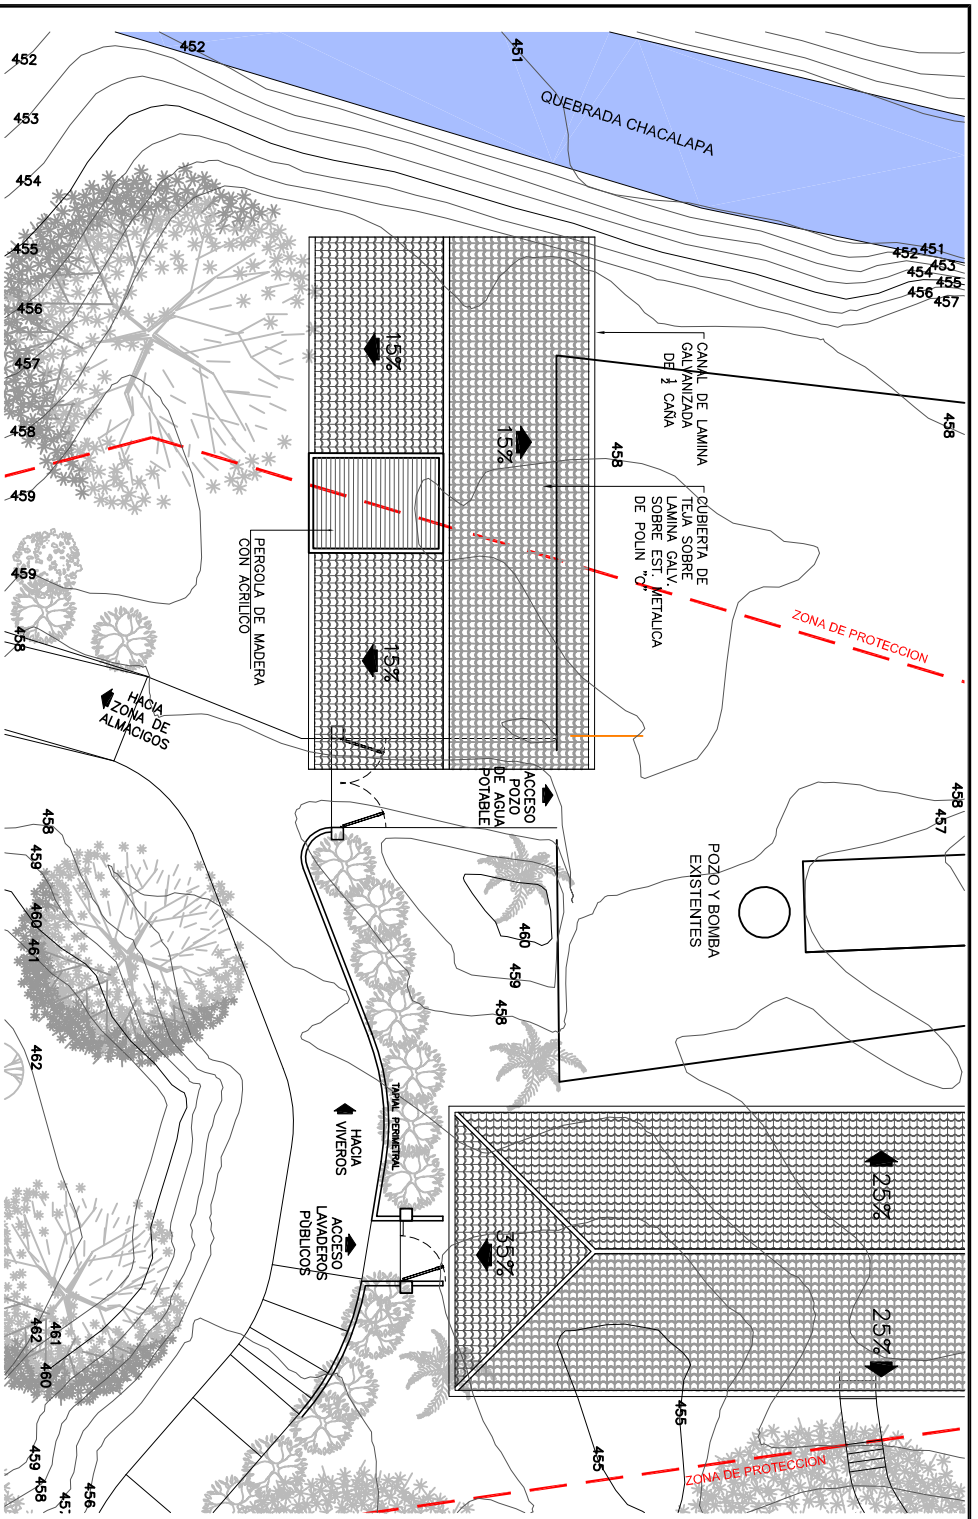 452
452
453
454
455
456
457
458
459
459
458
451
QUEBRADA CHACALAPA
451
452
453
454
455
456
457
458
CANAL DE LAMINA
GALVANIZADA
DE ½ CAÑA
458
CUBIERTA DE
TEJA SOBRE
LAMINA GALV.
SOBRE EST. METALICA
DE POLIN "C"
15%
15%
15%
PERGOLA DE MADERA
CON ACRILICO
ZONA DE PROTECCION
HACIA
ZONA DE
ALMACIGOS
ACCESO
POZO
DE AGUA
POTABLE
458
457
POZO Y BOMBA
EXISTENTES
458
459
460
461
462
460
459
458
TAPIAL PERIMETRAL
HACIA
VIVEROS
ACCESO
LAVADEROS
PÚBLICOS
25%
35%
25%
461
462
460
459
458
457
456
455
455
ZONA DE PROTECCION